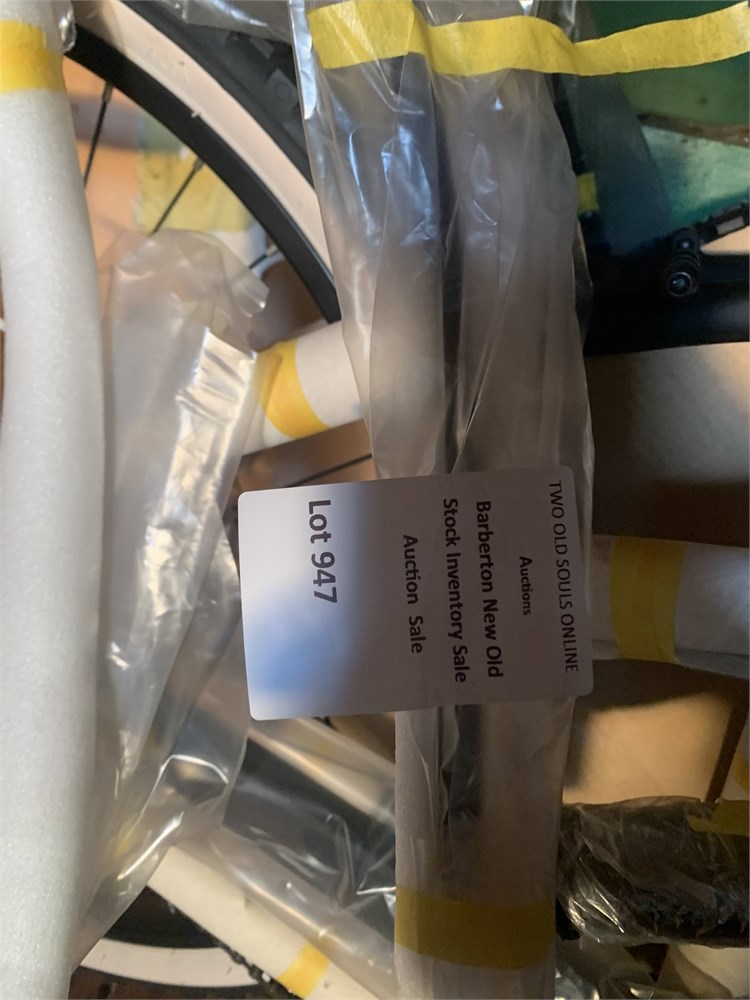 TWO OLD SOULS ONLINE
Auctions
Barberton New Old
Stock Inventory Sale
Auction Sale
Lot 947